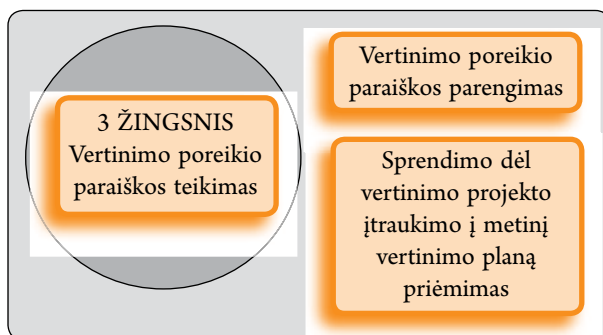 3 ŽINGSNIS
Vertinimo poreikio
paraiškos teikimas
Vertinimo poreikio
paraiškos parengimas
Sprendimo dėl
vertinimo projekto
įtraukimo į metinį
vertinimo planą
priėmimas